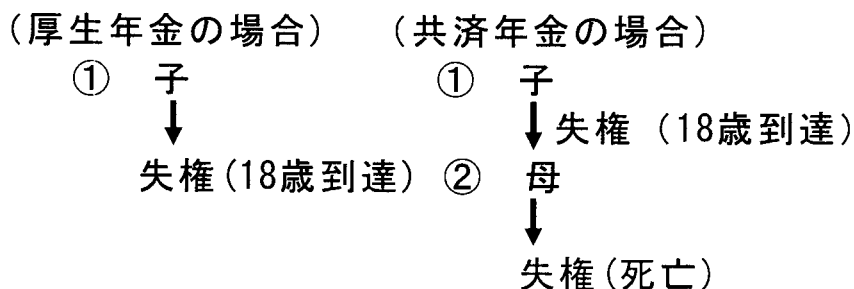 (厚生年金の場合) (共済年金の場合)
① 子 ① 子
失権 (18歳到達)
失権(18歳到達) ② 母
失権(死亡)